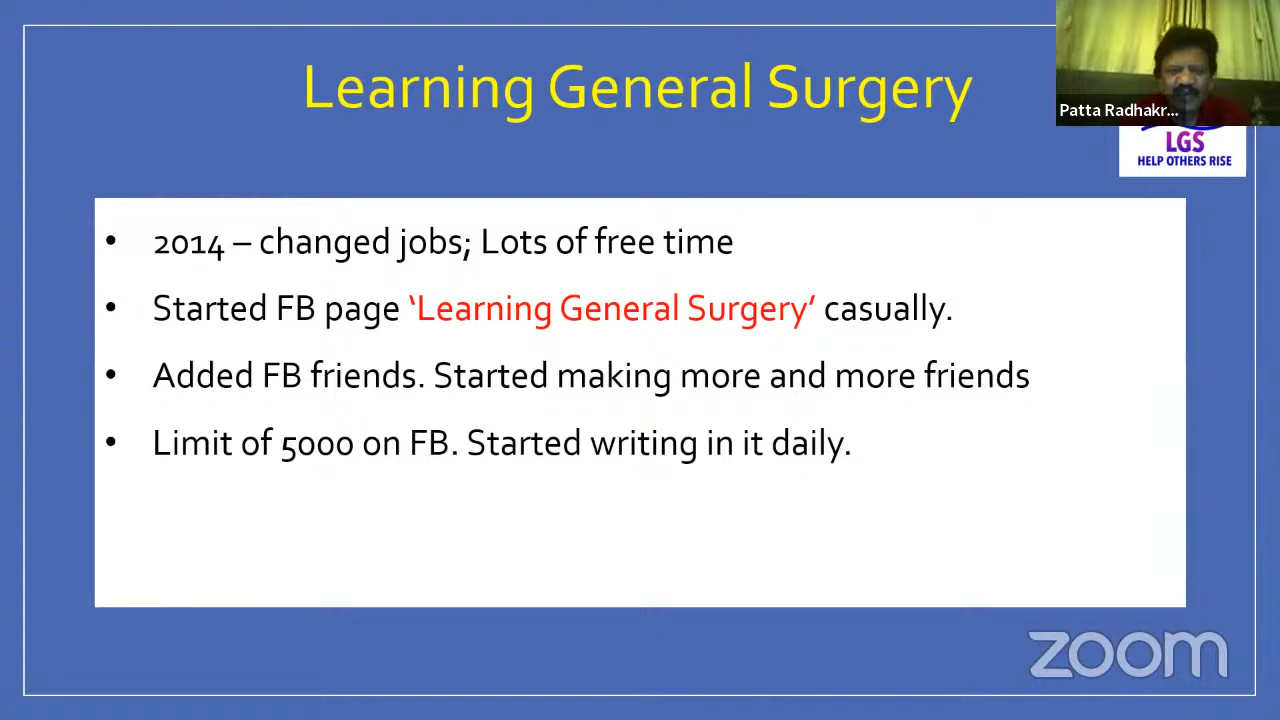 Learning General Surgery
Patta Radhakr...
LGS
HELP OTHERS RISE
• 2014 – changed jobs; Lots of free time
• Started FB page ‘Learning General Surgery’ casually.
• Added FB friends. Started making more and more friends
• Limit of 5000 on FB. Started writing in it daily.
zoom